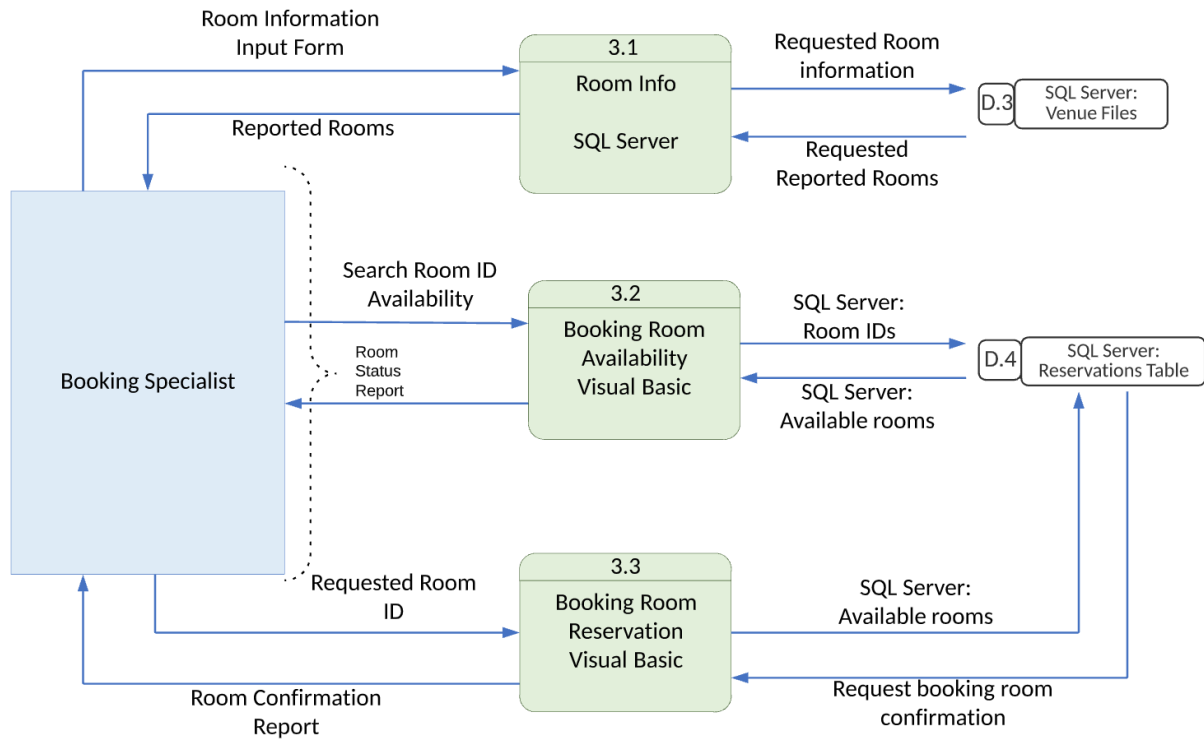 Room Information
Input Form
3.1
Room Info
SQL Server
Requested Room
information
D.3
SQL Server:
Venue Files
Reported Rooms
Requested
Reported Rooms
Booking Specialist
Search Room ID
Availability
3.2
Booking Room
Availability
Visual Basic
SQL Server:
Room IDs
D.4
SQL Server:
Reservations Table
Room
Status
Report
SQL Server:
Available rooms
Requested Room
ID
3.3
Booking Room
Reservation
Visual Basic
SQL Server:
Available rooms
Room Confirmation
Report
Request booking room
confirmation